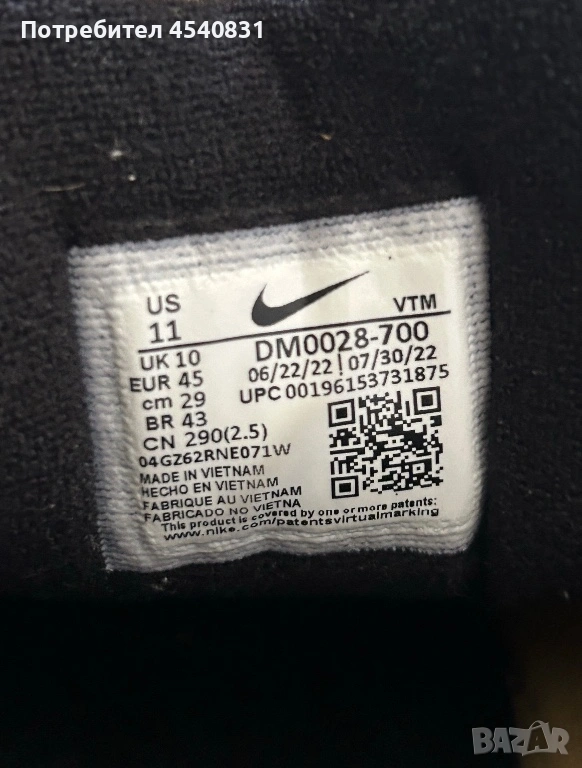 Потребител 4540831
US
11
VTM
UK 10
EUR 45
cm 29
BR 43
CN 290(2.5)
DM0028-700
06/22/22 | 07/30/22
UPC 00196153731875
04GZ62RNE071W
MADE IN VIETNAM
HECHO EN VIETNAM
FABRIQUE AU VIETNAM
FABRICADO NO VIETNA
This product is covered by one or more patents:
www.nike.com/patentsvirtualmarking
BAZAR